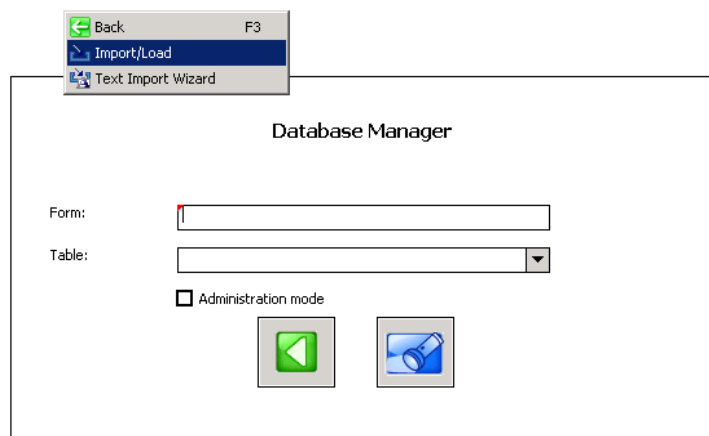 Back F3
Import/Load
Text Import Wizard
Database Manager
Form:
Table:
Administration mode